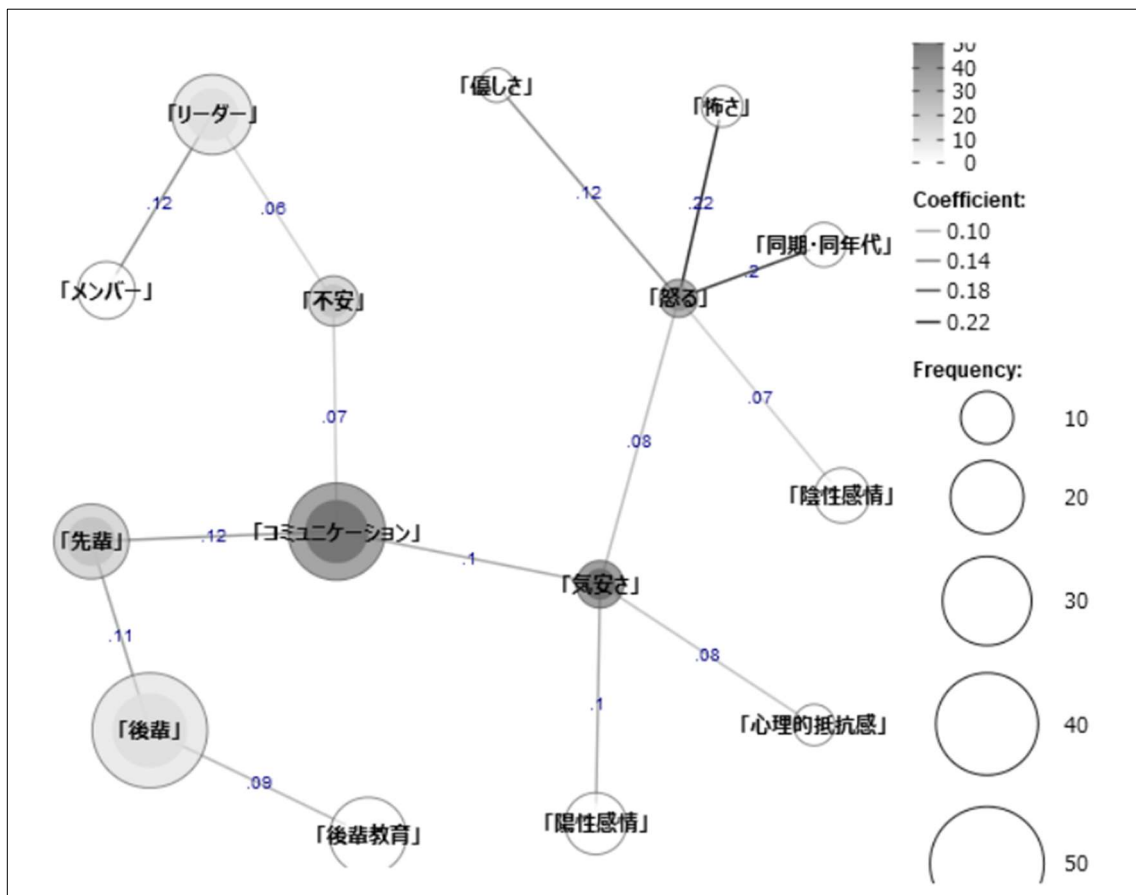 「リーダー」
「優しさ」
「怖さ」
.12
.06
.12
.22
「同期・同年代」
.2
「メンバー」
「不安」
「怒る」
.07
.07
.08
「陰性感情」
「先輩」
.12
「コミュニケーション」
.1
「気安さ」
.11
.08
.1
「後輩」
「心理的抵抗感」
.09
「後輩教育」
「陽性感情」
50
40
30
20
10
0
Coefficient:
0.10
0.14
0.18
0.22
Frequency:
10
20
30
40
50